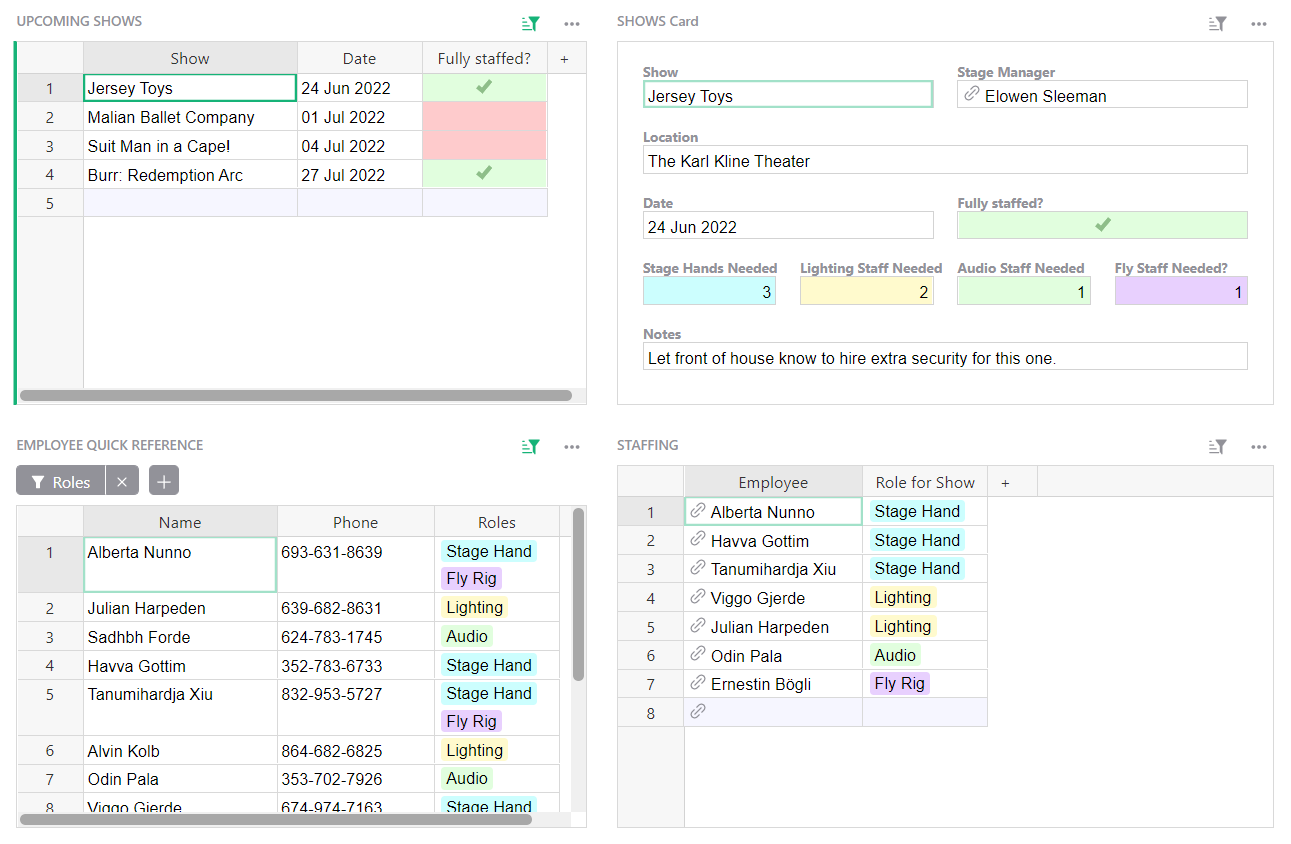 UPCOMING SHOWS
Show Date Fully staffed? +
1 Jersey Toys 24 Jun 2022
2 Malian Ballet Company 01 Jul 2022
3 Suit Man in a Cape! 04 Jul 2022
4 Burr: Redemption Arc 27 Jul 2022
5
SHOWS Card
Show Stage Manager
Jersey Toys Elowen Sleeman
Location
The Karl Kline Theater
Date Fully staffed?
24 Jun 2022
Stage Hands Needed Lighting Staff Needed Audio Staff Needed Fly Staff Needed?
3 2 1 1
Notes
Let front of house know to hire extra security for this one.
EMPLOYEE QUICK REFERENCE
Roles × +
Name Phone Roles
1 Alberta Nunno 693-631-8639 Stage Hand
Fly Rig
2 Julian Harpeden 639-682-8631 Lighting
3 Sadhbh Forde 624-783-1745 Audio
4 Havva Gottim 352-783-6733 Stage Hand
5 Tanumihardja Xiu 832-953-5727 Stage Hand
Fly Rig
6 Alvin Kolb 864-682-6825 Lighting
7 Odin Pala 353-702-7926 Audio
8 Viggo Gjerde 674-974-7163 Stage Hand
STAFFING
Employee Role for Show +
1 Alberta Nunno Stage Hand
2 Havva Gottim Stage Hand
3 Tanumihardja Xiu Stage Hand
4 Viggo Gjerde Lighting
5 Julian Harpeden Lighting
6 Odin Pala Audio
7 Ernestin Bögli Fly Rig
8